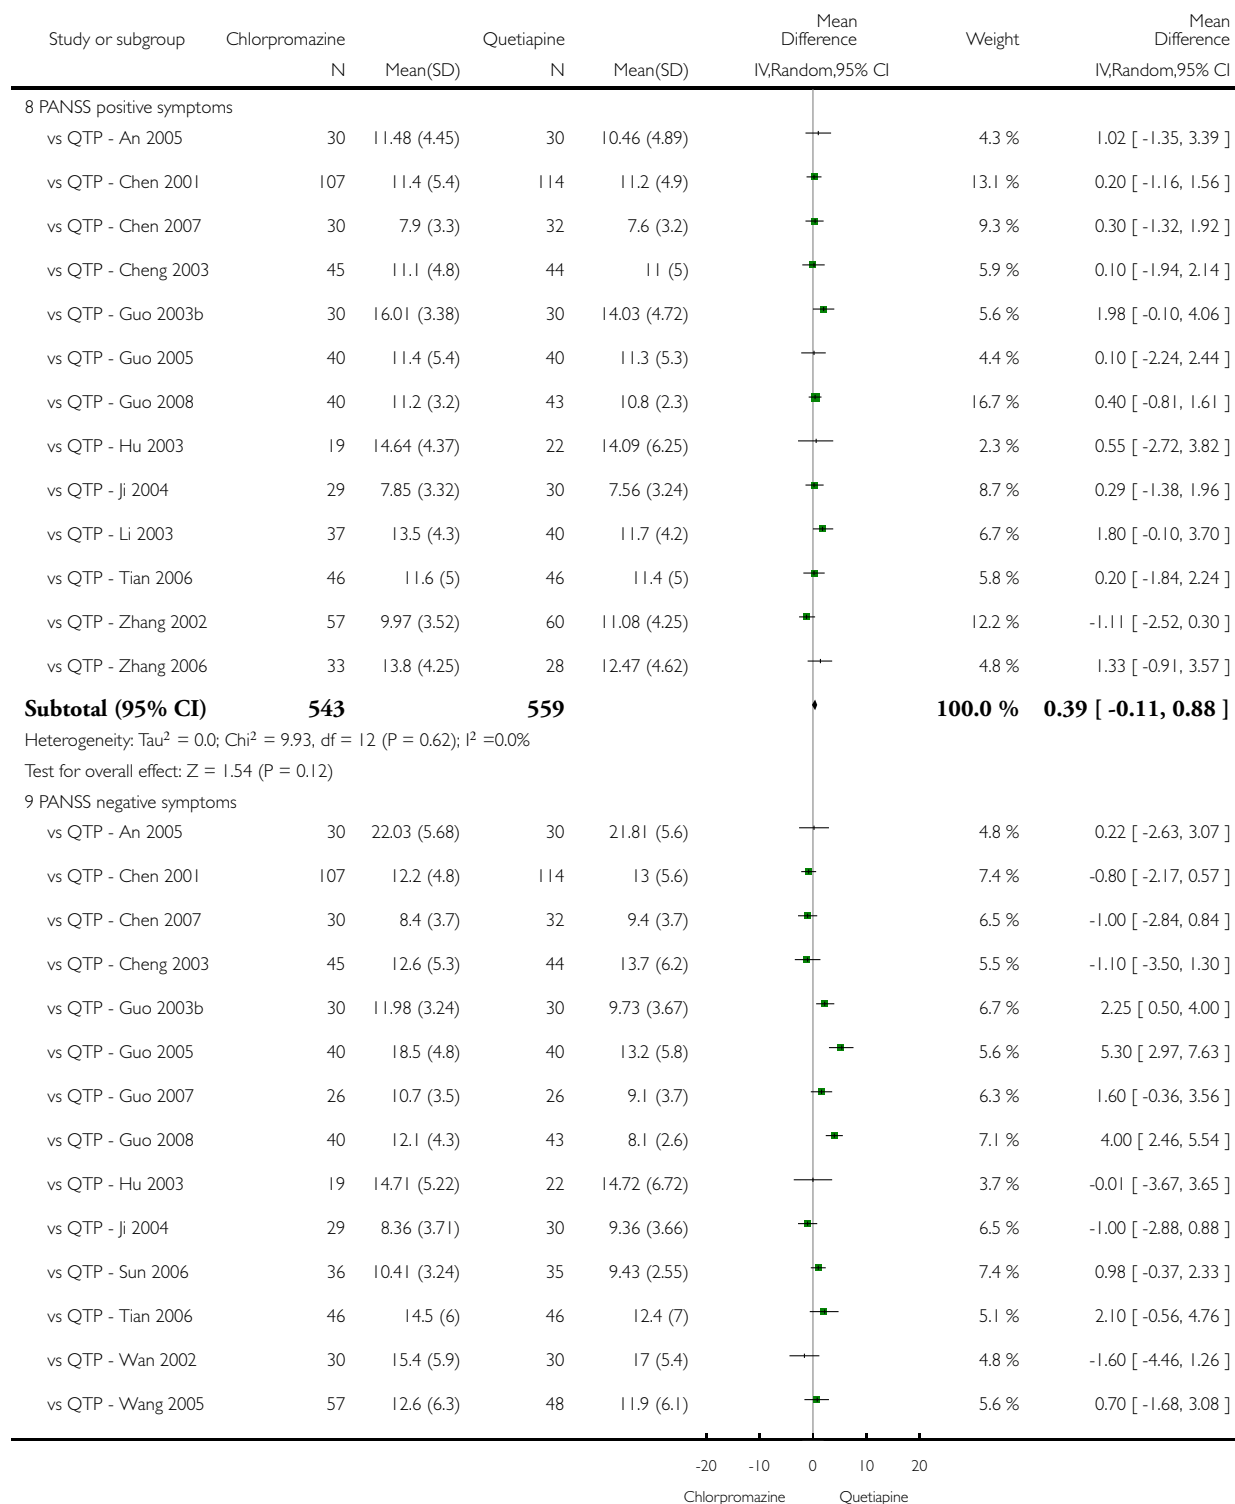 Mean Mean
Study or subgroup Chlorpromazine Quetiapine Difference Weight Difference
N Mean(SD) N Mean(SD) IV,Random,95% CI IV,Random,95% CI
8 PANSS positive symptoms
vs QTP - An 2005 30 11.48 (4.45) 30 10.46 (4.89) 4.3 % 1.02 [ -1.35, 3.39 ]
vs QTP - Chen 2001 107 11.4 (5.4) 114 11.2 (4.9) 13.1 % 0.20 [ -1.16, 1.56 ]
vs QTP - Chen 2007 30 7.9 (3.3) 32 7.6 (3.2) 9.3 % 0.30 [ -1.32, 1.92 ]
vs QTP - Cheng 2003 45 11.1 (4.8) 44 11 (5) 5.9 % 0.10 [ -1.94, 2.14 ]
vs QTP - Guo 2003b 30 16.01 (3.38) 30 14.03 (4.72) 5.6 % 1.98 [ -0.10, 4.06 ]
vs QTP - Guo 2005 40 11.4 (5.4) 40 11.3 (5.3) 4.4 % 0.10 [ -2.24, 2.44 ]
vs QTP - Guo 2008 40 11.2 (3.2) 43 10.8 (2.3) 16.7 % 0.40 [ -0.81, 1.61 ]
vs QTP - Hu 2003 19 14.64 (4.37) 22 14.09 (6.25) 2.3 % 0.55 [ -2.72, 3.82 ]
vs QTP - Ji 2004 29 7.85 (3.32) 30 7.56 (3.24) 8.7 % 0.29 [ -1.38, 1.96 ]
vs QTP - Li 2003 37 13.5 (4.3) 40 11.7 (4.2) 6.7 % 1.80 [ -0.10, 3.70 ]
vs QTP - Tian 2006 46 11.6 (5) 46 11.4 (5) 5.8 % 0.20 [ -1.84, 2.24 ]
vs QTP - Zhang 2002 57 9.97 (3.52) 60 11.08 (4.25) 12.2 % -1.11 [ -2.52, 0.30 ]
vs QTP - Zhang 2006 33 13.8 (4.25) 28 12.47 (4.62) 4.8 % 1.33 [ -0.91, 3.57 ]
Subtotal (95% CI) 543 559 100.0 % 0.39 [ -0.11, 0.88 ]
Heterogeneity: Tau² = 0.0; Chi² = 9.93, df = 12 (P = 0.62); I² =0.0%
Test for overall effect: Z = 1.54 (P = 0.12)
9 PANSS negative symptoms
vs QTP - An 2005 30 22.03 (5.68) 30 21.81 (5.6) 4.8 % 0.22 [ -2.63, 3.07 ]
vs QTP - Chen 2001 107 12.2 (4.8) 114 13 (5.6) 7.4 % -0.80 [ -2.17, 0.57 ]
vs QTP - Chen 2007 30 8.4 (3.7) 32 9.4 (3.7) 6.5 % -1.00 [ -2.84, 0.84 ]
vs QTP - Cheng 2003 45 12.6 (5.3) 44 13.7 (6.2) 5.5 % -1.10 [ -3.50, 1.30 ]
vs QTP - Guo 2003b 30 11.98 (3.24) 30 9.73 (3.67) 6.7 % 2.25 [ 0.50, 4.00 ]
vs QTP - Guo 2005 40 18.5 (4.8) 40 13.2 (5.8) 5.6 % 5.30 [ 2.97, 7.63 ]
vs QTP - Guo 2007 26 10.7 (3.5) 26 9.1 (3.7) 6.3 % 1.60 [ -0.36, 3.56 ]
vs QTP - Guo 2008 40 12.1 (4.3) 43 8.1 (2.6) 7.1 % 4.00 [ 2.46, 5.54 ]
vs QTP - Hu 2003 19 14.71 (5.22) 22 14.72 (6.72) 3.7 % -0.01 [ -3.67, 3.65 ]
vs QTP - Ji 2004 29 8.36 (3.71) 30 9.36 (3.66) 6.5 % -1.00 [ -2.88, 0.88 ]
vs QTP - Sun 2006 36 10.41 (3.24) 35 9.43 (2.55) 7.4 % 0.98 [ -0.37, 2.33 ]
vs QTP - Tian 2006 46 14.5 (6) 46 12.4 (7) 5.1 % 2.10 [ -0.56, 4.76 ]
vs QTP - Wan 2002 30 15.4 (5.9) 30 17 (5.4) 4.8 % -1.60 [ -4.46, 1.26 ]
vs QTP - Wang 2005 57 12.6 (6.3) 48 11.9 (6.1) 5.6 % 0.70 [ -1.68, 3.08 ]
-20 -10 0 10 20
Chlorpromazine Quetiapine